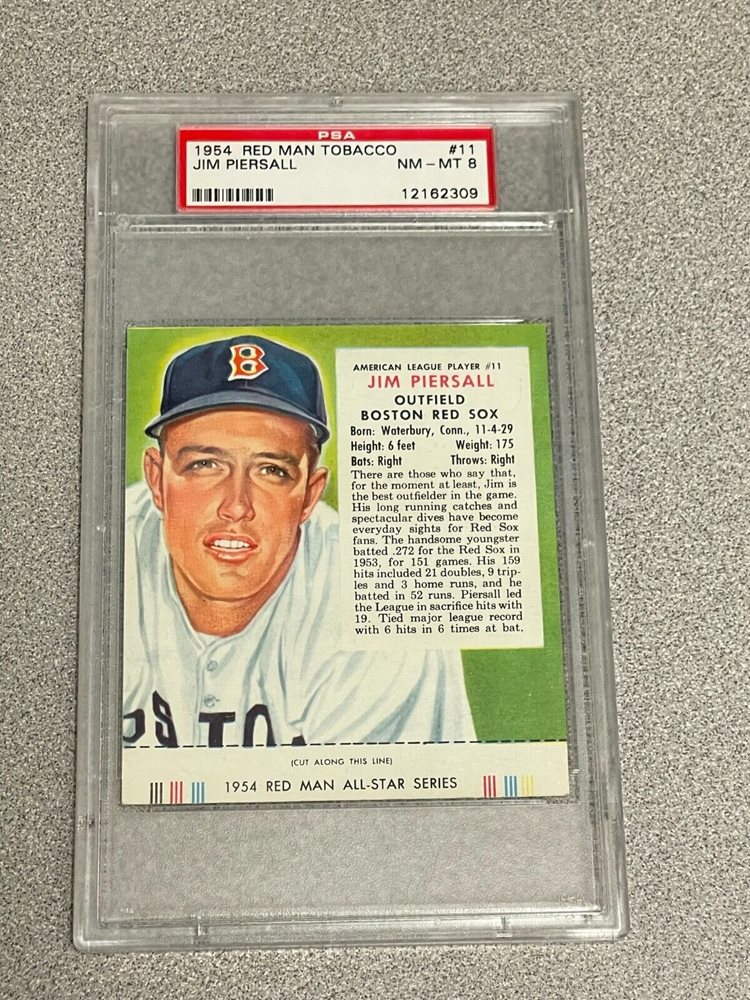 PSA
1954 RED MAN TOBACCO #11
JIM PIERSALL NM - MT 8
12162309
B
AMERICAN LEAGUE PLAYER #11
JIM PIERSALL
OUTFIELD
BOSTON RED SOX
Born: Waterbury, Conn., 11-4-29
Height: 6 feet Weight: 175
Bats: Right Throws: Right
There are those who say that,
for the moment at least, Jim is
the best outfielder in the game.
His long running catches and
spectacular dives have become
everyday sights for Red Sox
fans. The handsome youngster
batted .272 for the Red Sox in
1953, for 151 games. His 159
hits included 21 doubles, 9 trip-
les and 3 home runs, and he
batted in 52 runs. Piersall led
the League in sacrifice hits with
19. Tied major league record
with 6 hits in 6 times at bat.
OSTON
(CUT ALONG THIS LINE)
1954 RED MAN ALL-STAR SERIES